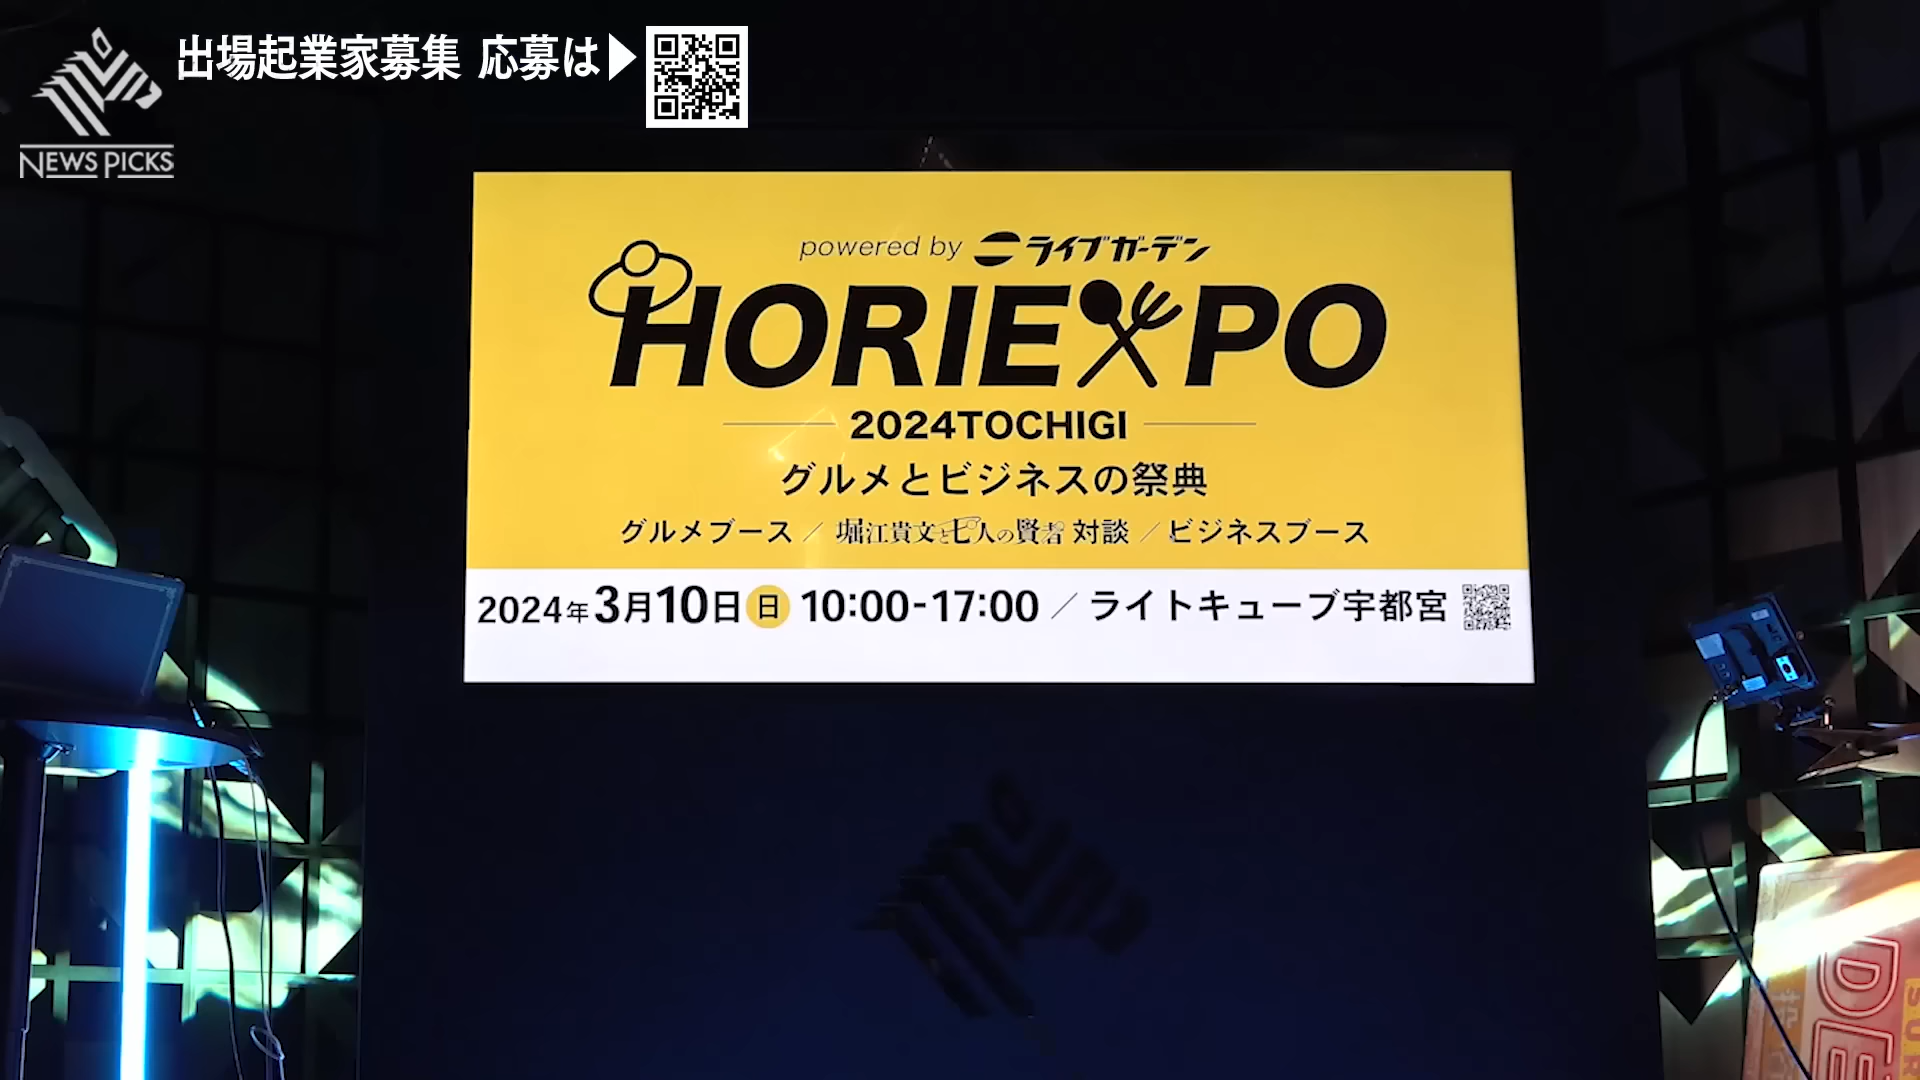 出場起業家募集 応募は▶
NEWS PICKS
powered by ライブガーデン
HORIEXPO
2024TOCHIGI
グルメとビジネスの祭典
グルメブース / 堀江貴文と七人の賢者 対談 / ビジネスブース
2024年3月10日 日 10:00-17:00 / ライトキューブ宇都宮